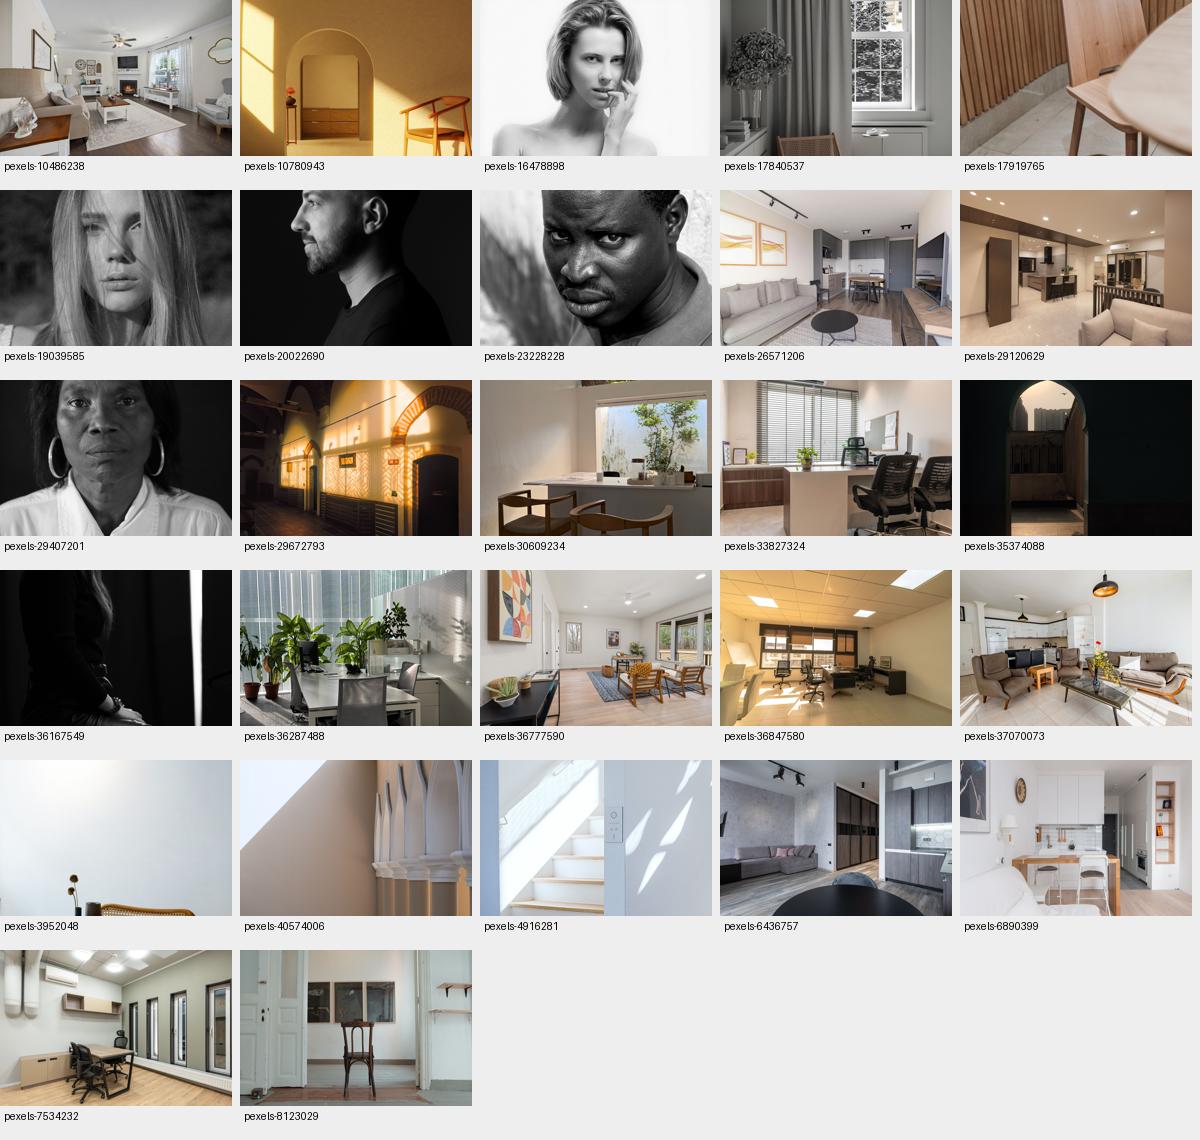 pexels-10486238
pexels-10780943
pexels-16478898
pexels-17840537
pexels-17919765
pexels-19039585
pexels-20022690
pexels-23228228
pexels-26571206
pexels-29120629
pexels-29407201
pexels-29672793
pexels-30609234
pexels-33827324
pexels-35374088
pexels-36167549
pexels-36287488
pexels-36777590
pexels-36847580
pexels-37070073
pexels-3952048
pexels-40574006
pexels-4916281
pexels-6436757
pexels-6890399
pexels-7534232
pexels-8123029